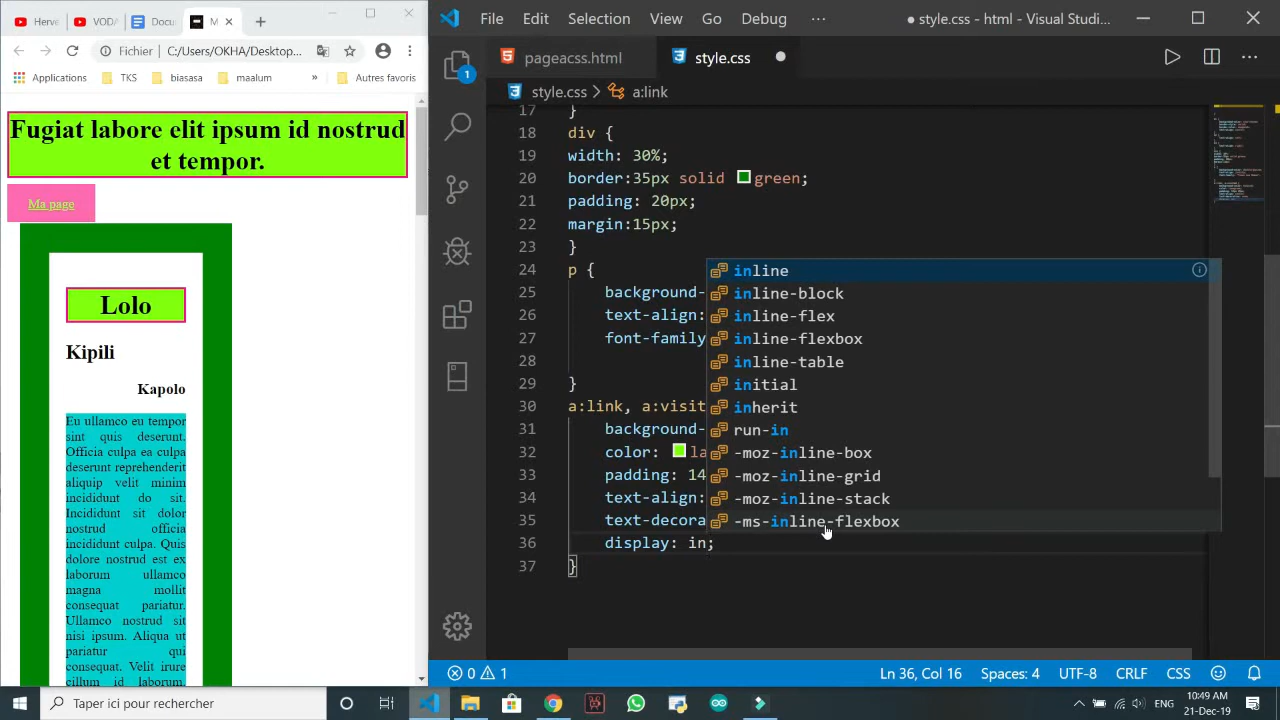 Herve
VODA
Docu
M
Fichier C:/Users/OKHA/Desktop...
Applications TKS biasasa maalum » Autres favoris
Fugiat labore elit ipsum id nostrud
et tempor.
Ma page
Lolo
Kipili
Kapolo
Eu ullamco eu tempor
sint quis deserunt.
Officia culpa ea culpa
deserunt reprehenderit
aliquip velit minim
incididunt do sit.
Incididunt sit dolor
nostrud officia
incididunt culpa. Quis
dolore nostrud est ex
laborum ullamco
magna mollit
consequat pariatur.
Ullamco nostrud sit
nisi ipsum. Aliqua ut
pariatur qui
consequat. Velit irure
cillum id laborum.
File Edit Selection View Go Debug ··· ● style.css - html - Visual Studi...
pageacss.html style.css ●
style.css > a:link
1
17 }
18 div {
19 width: 30%;
20 border:35px solid green;
21 padding: 20px;
22 margin:15px;
23 }
24 p {
25 background-
26 text-align:
27 font-family
28
29 }
30 a:link, a:visit
31 background-
32 color: la
33 padding: 14
34 text-align:
35 text-decora
36 display: in;
37 }
inline
inline-block
inline-flex
inline-flexbox
inline-table
initial
inherit
run-in
-moz-inline-box
-moz-inline-grid
-moz-inline-stack
-ms-inline-flexbox
0 1 Ln 36, Col 16 Spaces: 4 UTF-8 CRLF CSS
Taper ici pour rechercher
ENG
10:49 AM
21-Dec-19